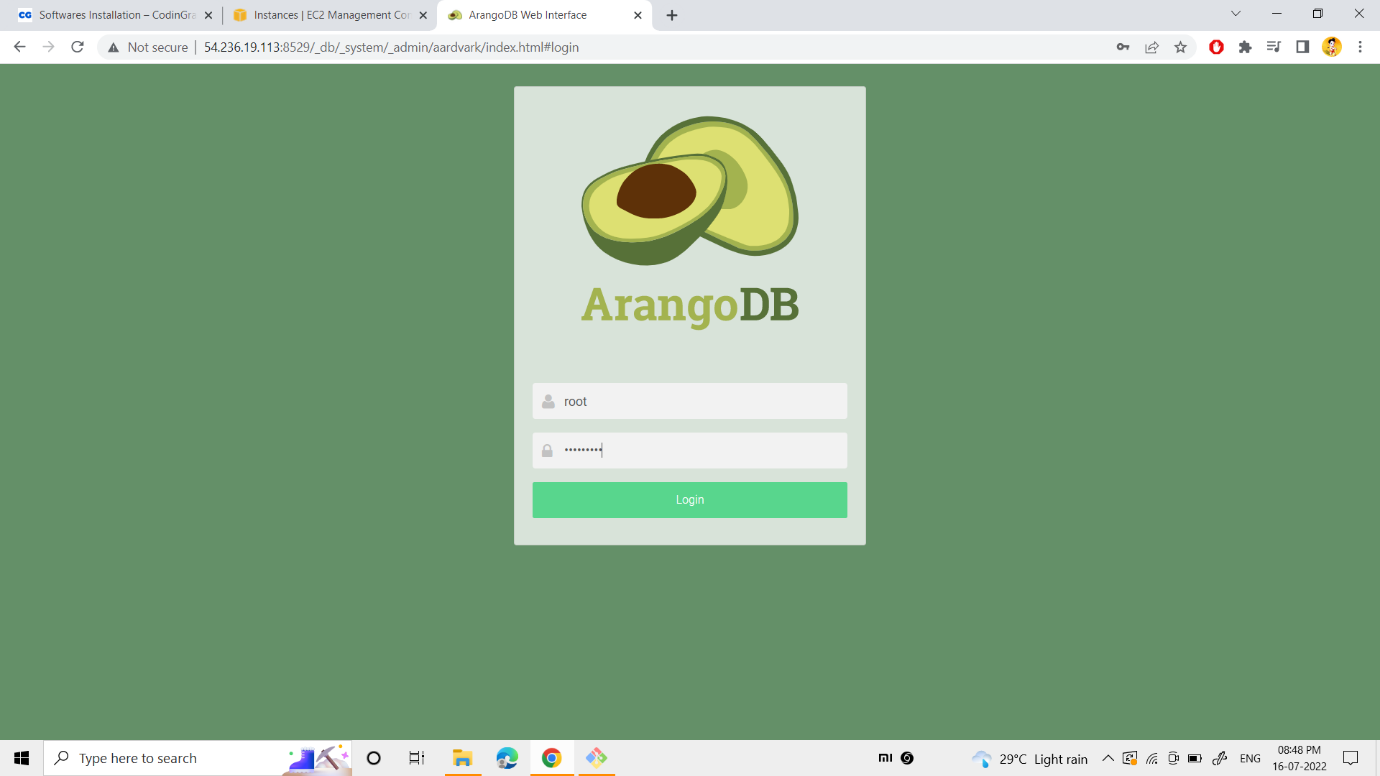 CG Softwares Installation – CodinGra
Instances | EC2 Management Con
ArangoDB Web Interface
Not secure | 54.236.19.113:8529/_db/_system/_admin/aardvark/index.html#login
ArangoDB
root
•••••••••
Login
Type here to search
29°C Light rain
ENG
08:48 PM
16-07-2022